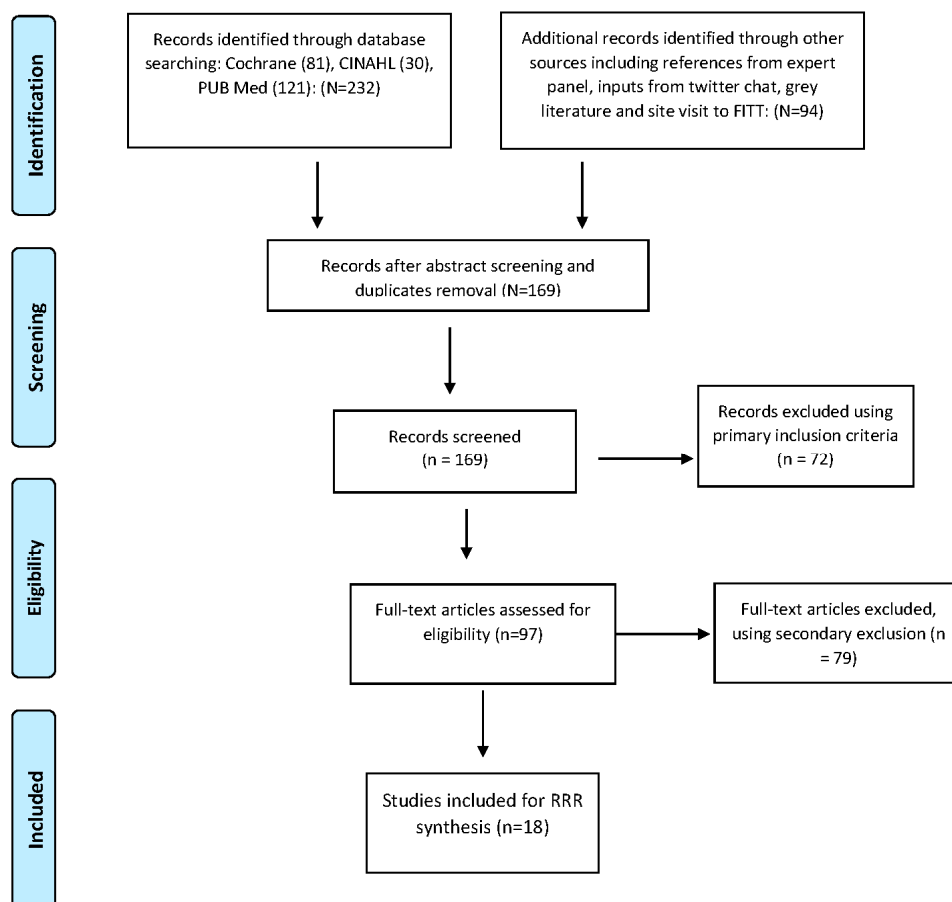 Identification
Records identified through database
searching: Cochrane (81), CINAHL (30),
PUB Med (121): (N=232)
Additional records identified through other
sources including references from expert
panel, inputs from twitter chat, grey
literature and site visit to FITT: (N=94)
Records after abstract screening and
duplicates removal (N=169)
Screening
Records screened
(n = 169)
Records excluded using
primary inclusion criteria
(n = 72)
Eligibility
Full-text articles assessed for
eligibility (n=97)
Full-text articles excluded,
using secondary exclusion (n
= 79)
Included
Studies included for RRR
synthesis (n=18)